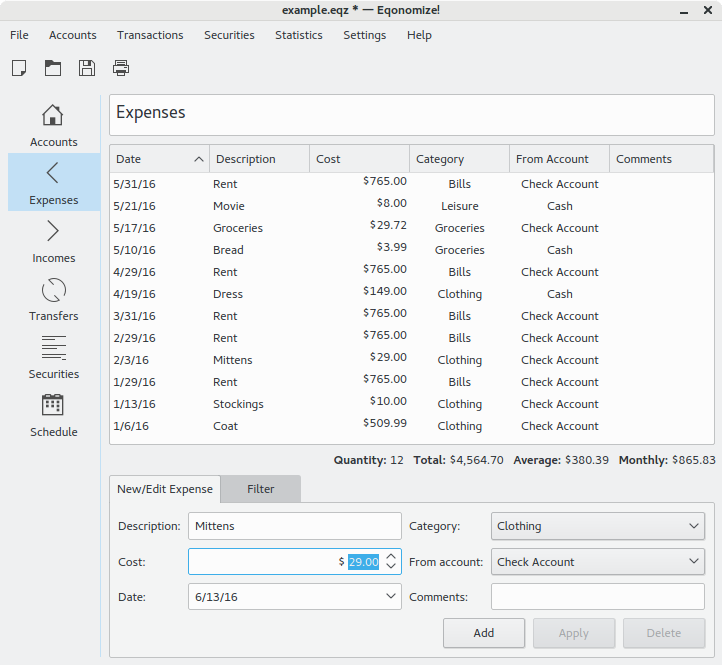 example.eqz * — Eqonomize!
File Accounts Transactions Securities Statistics Settings Help
Accounts
Expenses
Incomes
Transfers
Securities
Schedule
Expenses
Date Description Cost Category From Account Comments
5/31/16 Rent $765.00 Bills Check Account
5/21/16 Movie $8.00 Leisure Cash
5/17/16 Groceries $29.72 Groceries Check Account
5/10/16 Bread $3.99 Groceries Cash
4/29/16 Rent $765.00 Bills Check Account
4/19/16 Dress $149.00 Clothing Cash
3/31/16 Rent $765.00 Bills Check Account
2/29/16 Rent $765.00 Bills Check Account
2/3/16 Mittens $29.00 Clothing Check Account
1/29/16 Rent $765.00 Bills Check Account
1/13/16 Stockings $10.00 Clothing Check Account
1/6/16 Coat $509.99 Clothing Check Account
Quantity: 12 Total: $4,564.70 Average: $380.39 Monthly: $865.83
New/Edit Expense Filter
Description: Mittens Category: Clothing
Cost: $ 29.00 From account: Check Account
Date: 6/13/16 Comments:
Add Apply Delete